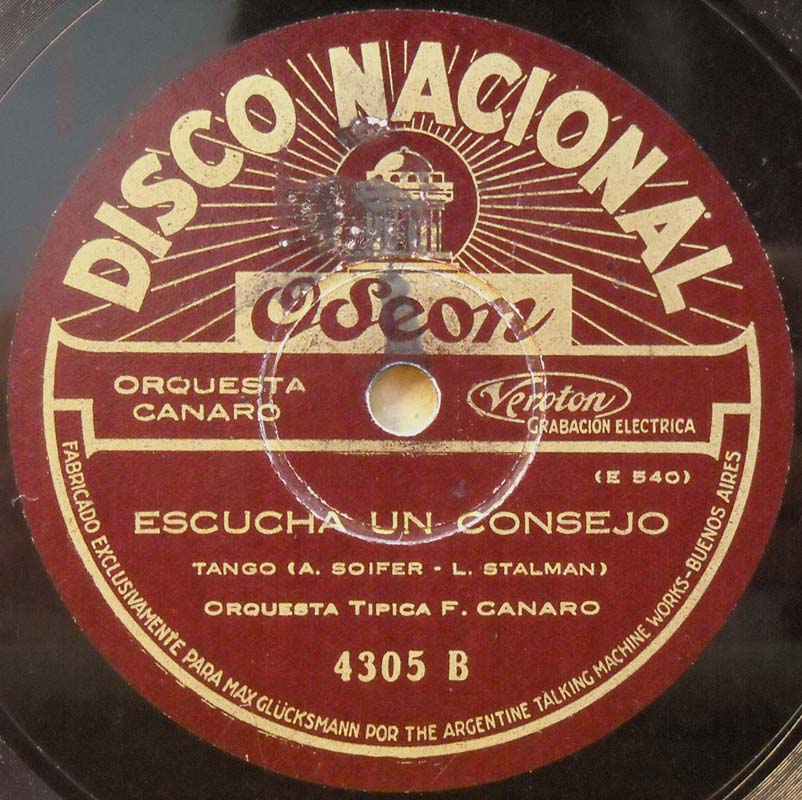 DISCO NACIONAL
Odeon
ORQUESTA
CANARO
Veroton
GRABACIÓN ELECTRICA
(E 540)
ESCUCHA UN CONSEJO
TANGO (A. SOIFER - L. STALMAN)
ORQUESTA TIPICA F. CANARO
4305 B
FABRICADO EXCLUSIVAMENTE PARA MAX GLÜCKSMANN POR THE ARGENTINE TALKING MACHINE WORKS-BUENOS AIRES